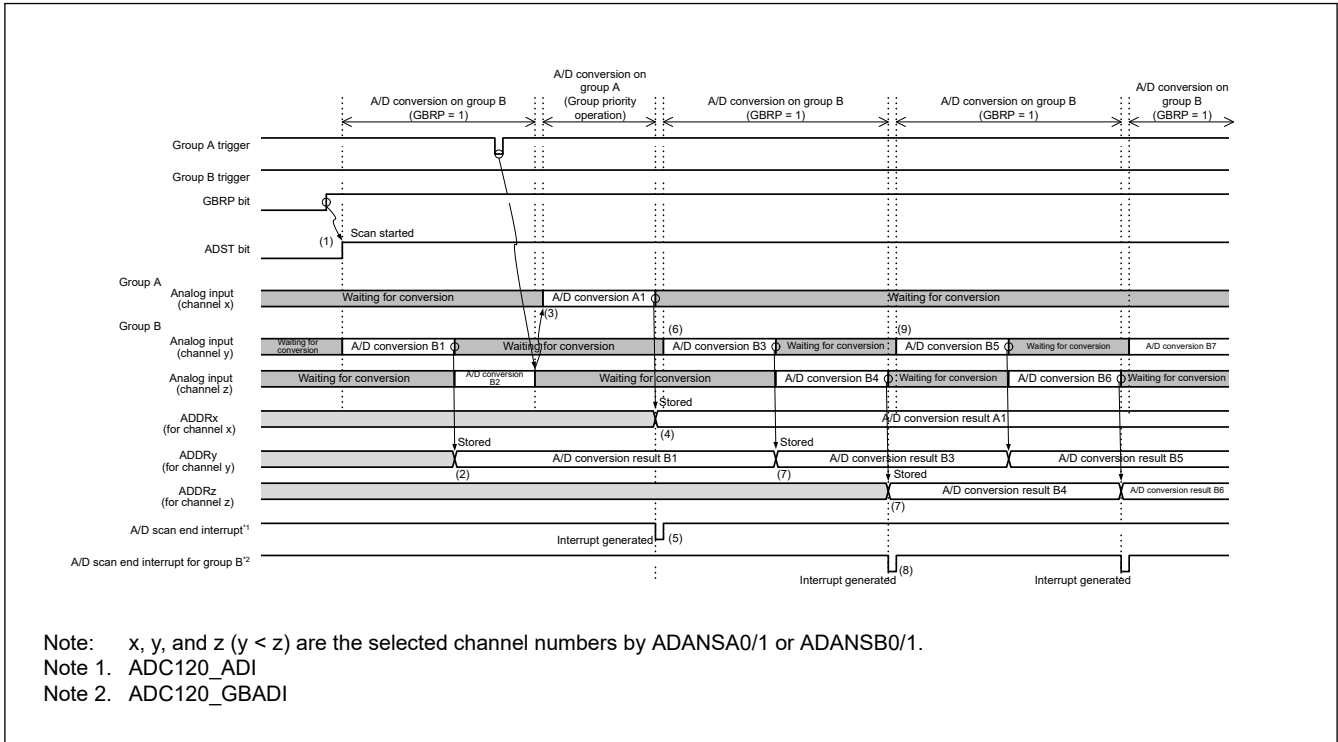 A/D conversion on group B
(GBRP = 1)
A/D conversion on
group A
(Group priority
operation)
A/D conversion on group B
(GBRP = 1)
A/D conversion on group B
(GBRP = 1)
A/D conversion on
group B
(GBRP = 1)
Group A trigger
Group B trigger
GBRP bit
(1)
Scan started
ADST bit
Group A
Analog input
(channel x)
Waiting for conversion
A/D conversion A1
Waiting for conversion
(3)
Group B
(6)
(9)
Analog input
(channel y)
Waiting for
conversion
A/D conversion B1
Waiting for conversion
A/D conversion B3
Waiting for conversion
A/D conversion B5
Waiting for conversion
A/D conversion B7
Analog input
(channel z)
Waiting for conversion
A/D conversion
B2
Waiting for conversion
A/D conversion B4
Waiting for conversion
A/D conversion B6
Waiting for conversion
Stored
ADDRx
(for channel x)
A/D conversion result A1
(4)
Stored
Stored
ADDRy
(for channel y)
A/D conversion result B1
A/D conversion result B3
A/D conversion result B5
(2)
(7)
Stored
ADDRz
(for channel z)
A/D conversion result B4
A/D conversion result B6
(7)
A/D scan end interrupt*1
Interrupt generated
(5)
A/D scan end interrupt for group B*2
(8)
Interrupt generated
Interrupt generated
Note: x, y, and z (y < z) are the selected channel numbers by ADANSA0/1 or ADANSB0/1.
Note 1. ADC120_ADI
Note 2. ADC120_GBADI